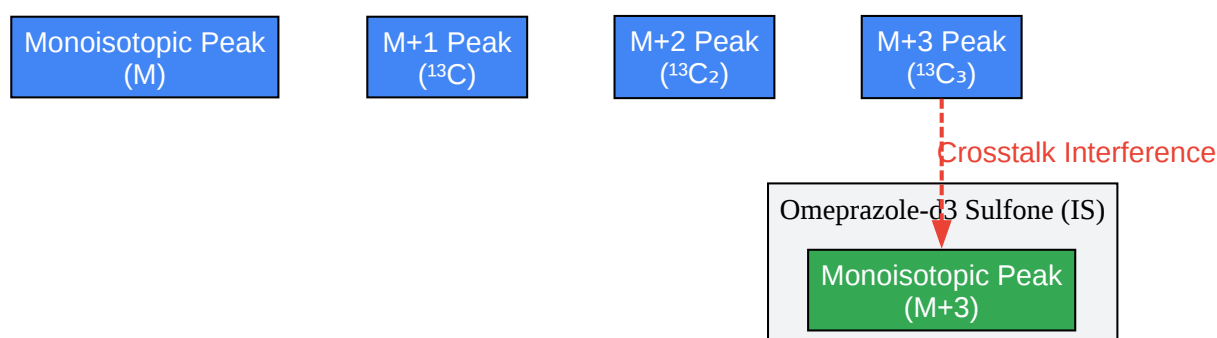 Monoisotopic Peak
(M)
M+1 Peak
(¹³C)
M+2 Peak
(¹³C₂)
M+3 Peak
(¹³C₃)
Crosstalk Interference
Omeprazole-d3 Sulfone (IS)
Monoisotopic Peak
(M+3)